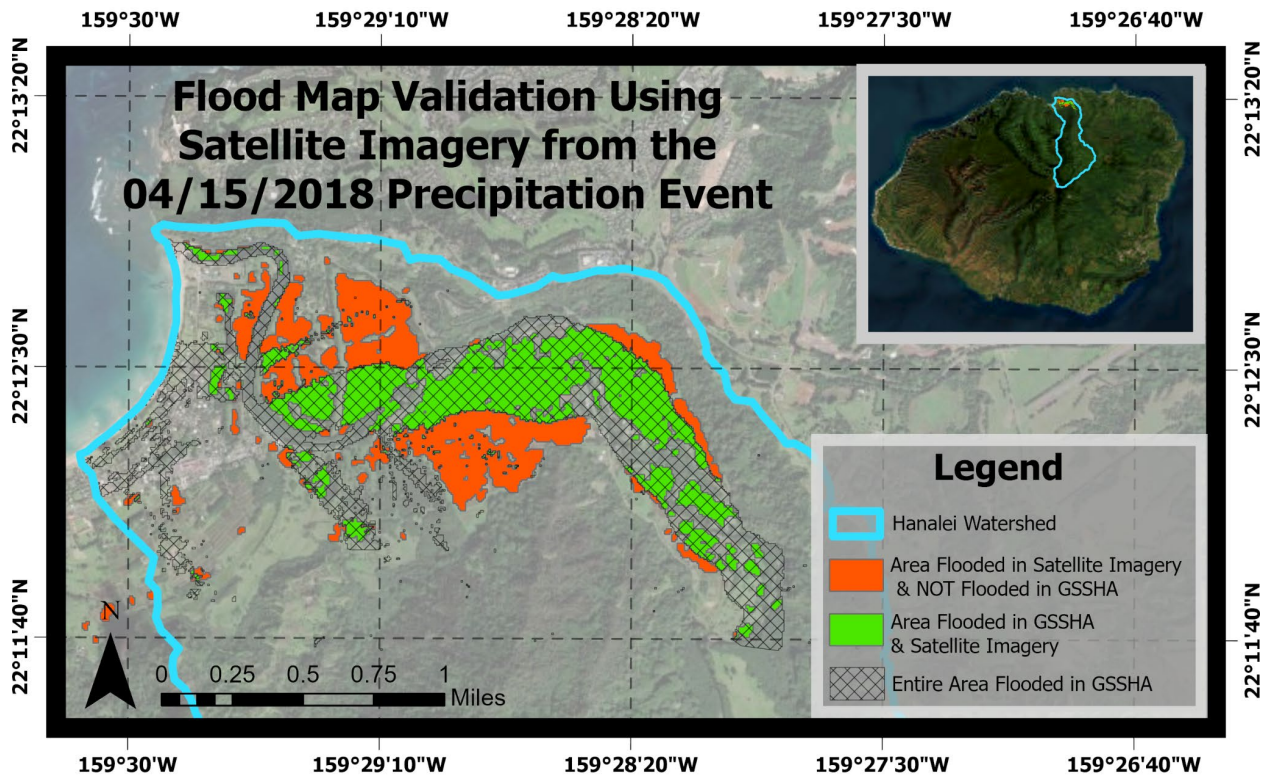 159°30'W 159°29'10"W 159°28'20"W 159°27'30"W 159°26'40"W
22°13'20"N
22°13'20"N
Flood Map Validation Using
Satellite Imagery from the
04/15/2018 Precipitation Event
22°12'30"N
22°12'30"N
Legend
Hanalei Watershed
Area Flooded in Satellite Imagery
& NOT Flooded in GSSHA
Area Flooded in GSSHA
& Satellite Imagery
Entire Area Flooded in GSSHA
22°11'40"N
22°11'40"N
N
0 0.25 0.5 0.75 1
Miles
159°30'W 159°29'10"W 159°28'20"W 159°27'30"W 159°26'40"W